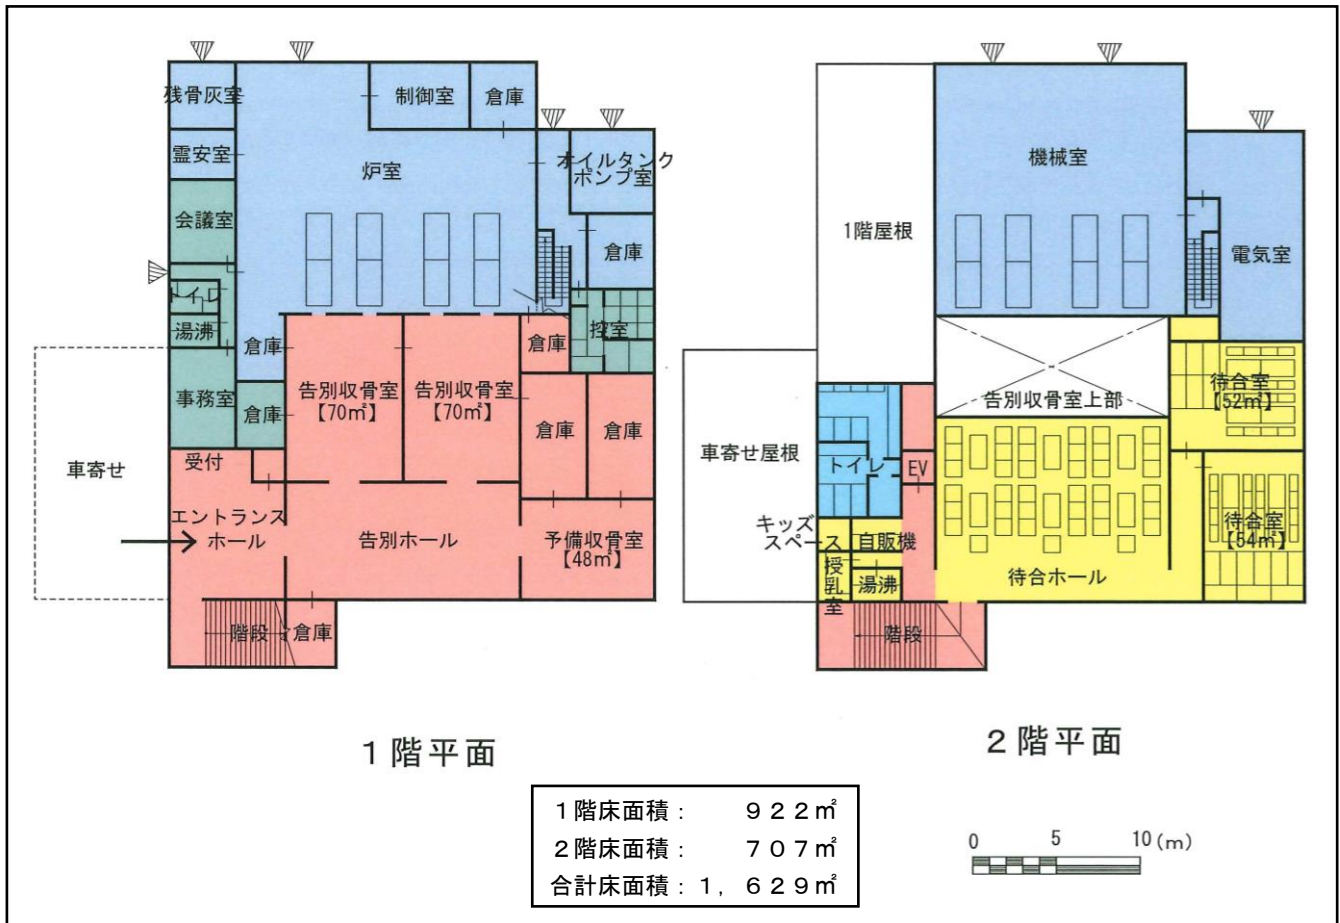 残骨灰室
制御室
倉庫
霊安室
炉室
オイルタンク
ポンプ室
会議室
倉庫
トイレ
湯沸
倉庫
倉庫
控室
事務室
告別収骨室
【70㎡】
告別収骨室
【70㎡】
倉庫
倉庫
倉庫
受付
車寄せ
エントランス
ホール
告別ホール
予備収骨室
【48㎡】
階段
倉庫
1階平面
機械室
1階屋根
電気室
告別収骨室上部
待合室
【52㎡】
車寄せ屋根
トイレ
EV
待合室
【54㎡】
キッズ
スペース
自販機
授
乳
室
湯沸
待合ホール
階段
2階平面
1階床面積: 922㎡
2階床面積: 707㎡
合計床面積:1,629㎡
0 5 10(m)